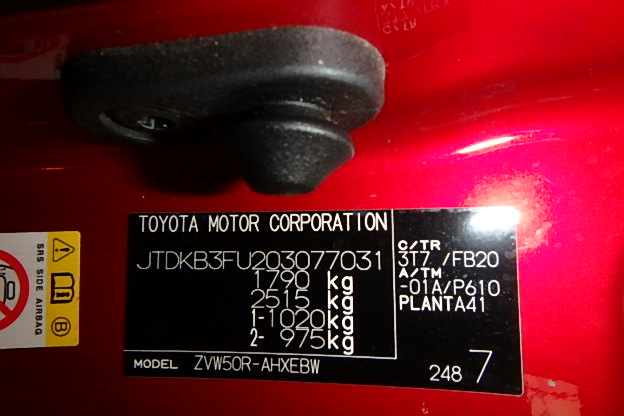 TOYOTA MOTOR CORPORATION
JTDKB3FU203077031
1790 kg
2515 kg
1-1020kg
2- 975kg
C/TR
3T7 /FB20
A/TM
-01A/P610
PLANTA41
MODEL ZVW50R-AHXEBW
248 7
SRS SIDE AIRBAG
B